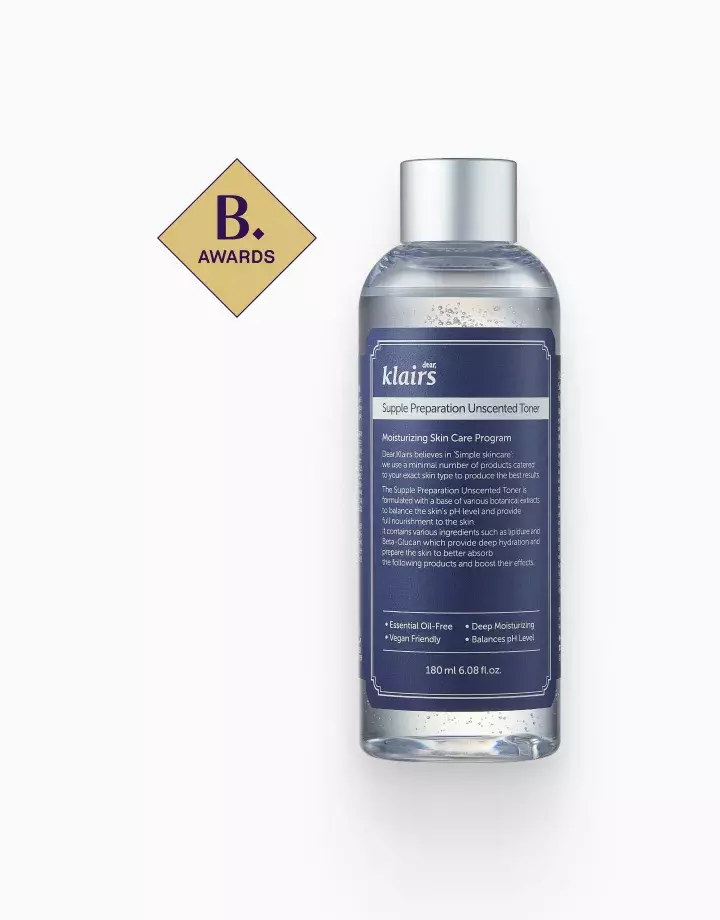 B.
AWARDS
dear,
klairs
Supple Preparation Unscented Toner
Moisturizing Skin Care Program
Dear,Klairs believes in 'Simple skincare':
we use a minimal number of products catered
to your exact skin type to produce the best results.
The Supple Preparation Unscented Toner is
formulated with a base of various botanical extracts
to balance the skin's pH level and provide
full nourishment to the skin.
It contains various ingredients such as lipidure and
Beta-Glucan which provide deep hydration and
prepare the skin to better absorb
the following products and boost their effects.
• Essential Oil-Free • Deep Moisturizing
• Vegan Friendly • Balances pH Level
180 ml 6.08 fl.oz.